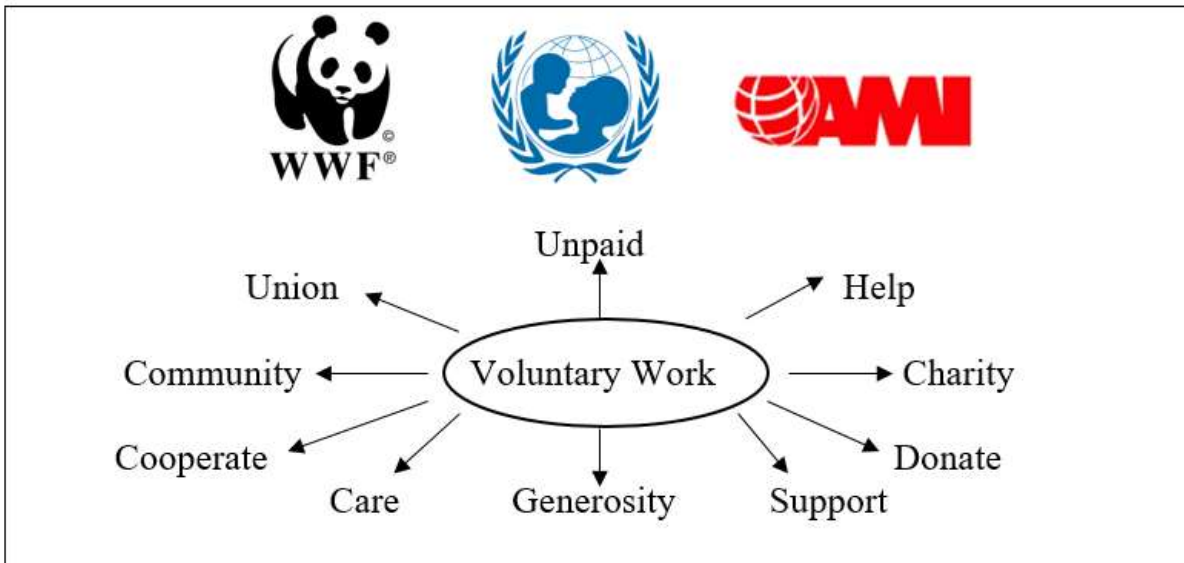 WWF®
©
AMI
Unpaid
Union
Help
Community
Voluntary Work
Charity
Cooperate
Donate
Care
Generosity
Support